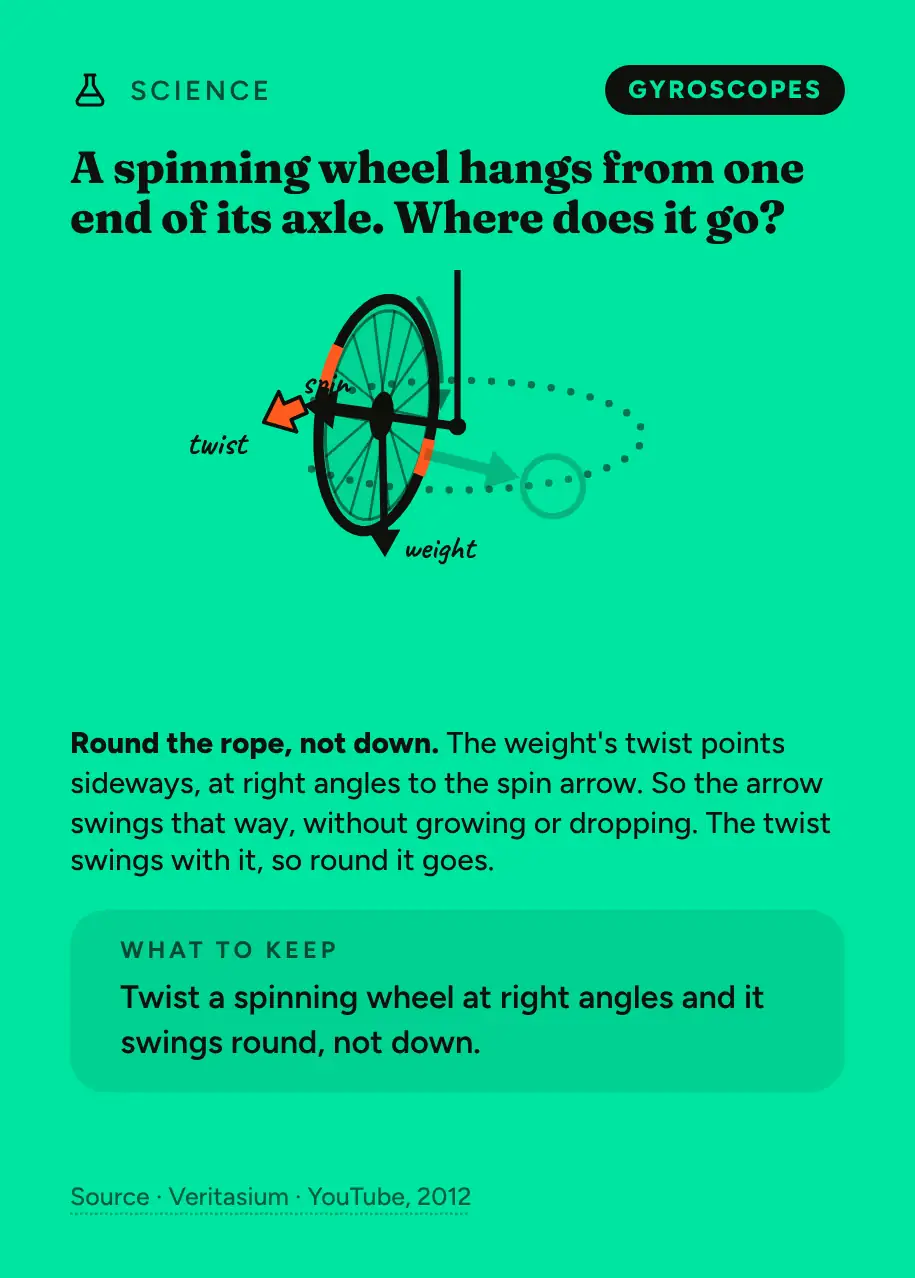 SCIENCE
GYROSCOPES
A spinning wheel hangs from one
end of its axle. Where does it go?
spin
twist
weight
Round the rope, not down. The weight's twist points
sideways, at right angles to the spin arrow. So the arrow
swings that way, without growing or dropping. The twist
swings with it, so round it goes.
WHAT TO KEEP
Twist a spinning wheel at right angles and it
swings round, not down.
Source · Veritasium · YouTube, 2012